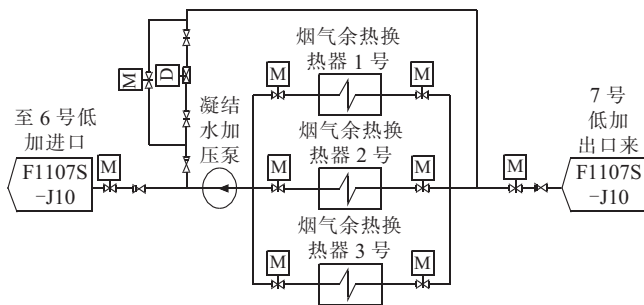 烟气余热换
热器 1 号
M
D
M
M
7 号
低加
出口来
凝结
水加
压泵
至 6 号低
加进口
烟气余热换
热器 2 号
F1107S
-J10
M
M
M
M
F1107S
-J10
烟气余热换
热器 3 号
M
M